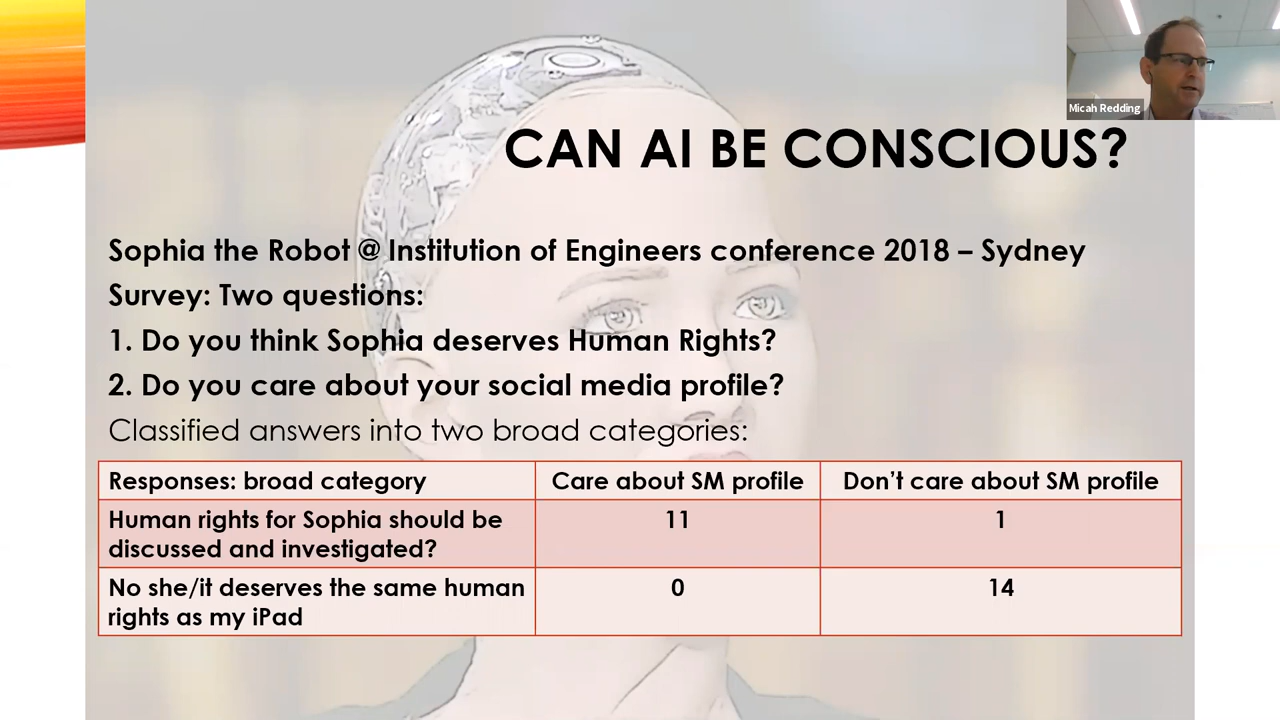 Micah Redding
CAN AI BE CONSCIOUS?
Sophia the Robot @ Institution of Engineers conference 2018 – Sydney
Survey: Two questions:
1. Do you think Sophia deserves Human Rights?
2. Do you care about your social media profile?
Classified answers into two broad categories:
Responses: broad category
Care about SM profile
Don't care about SM profile
Human rights for Sophia should be
discussed and investigated?
11
1
No she/it deserves the same human
rights as my iPad
0
14